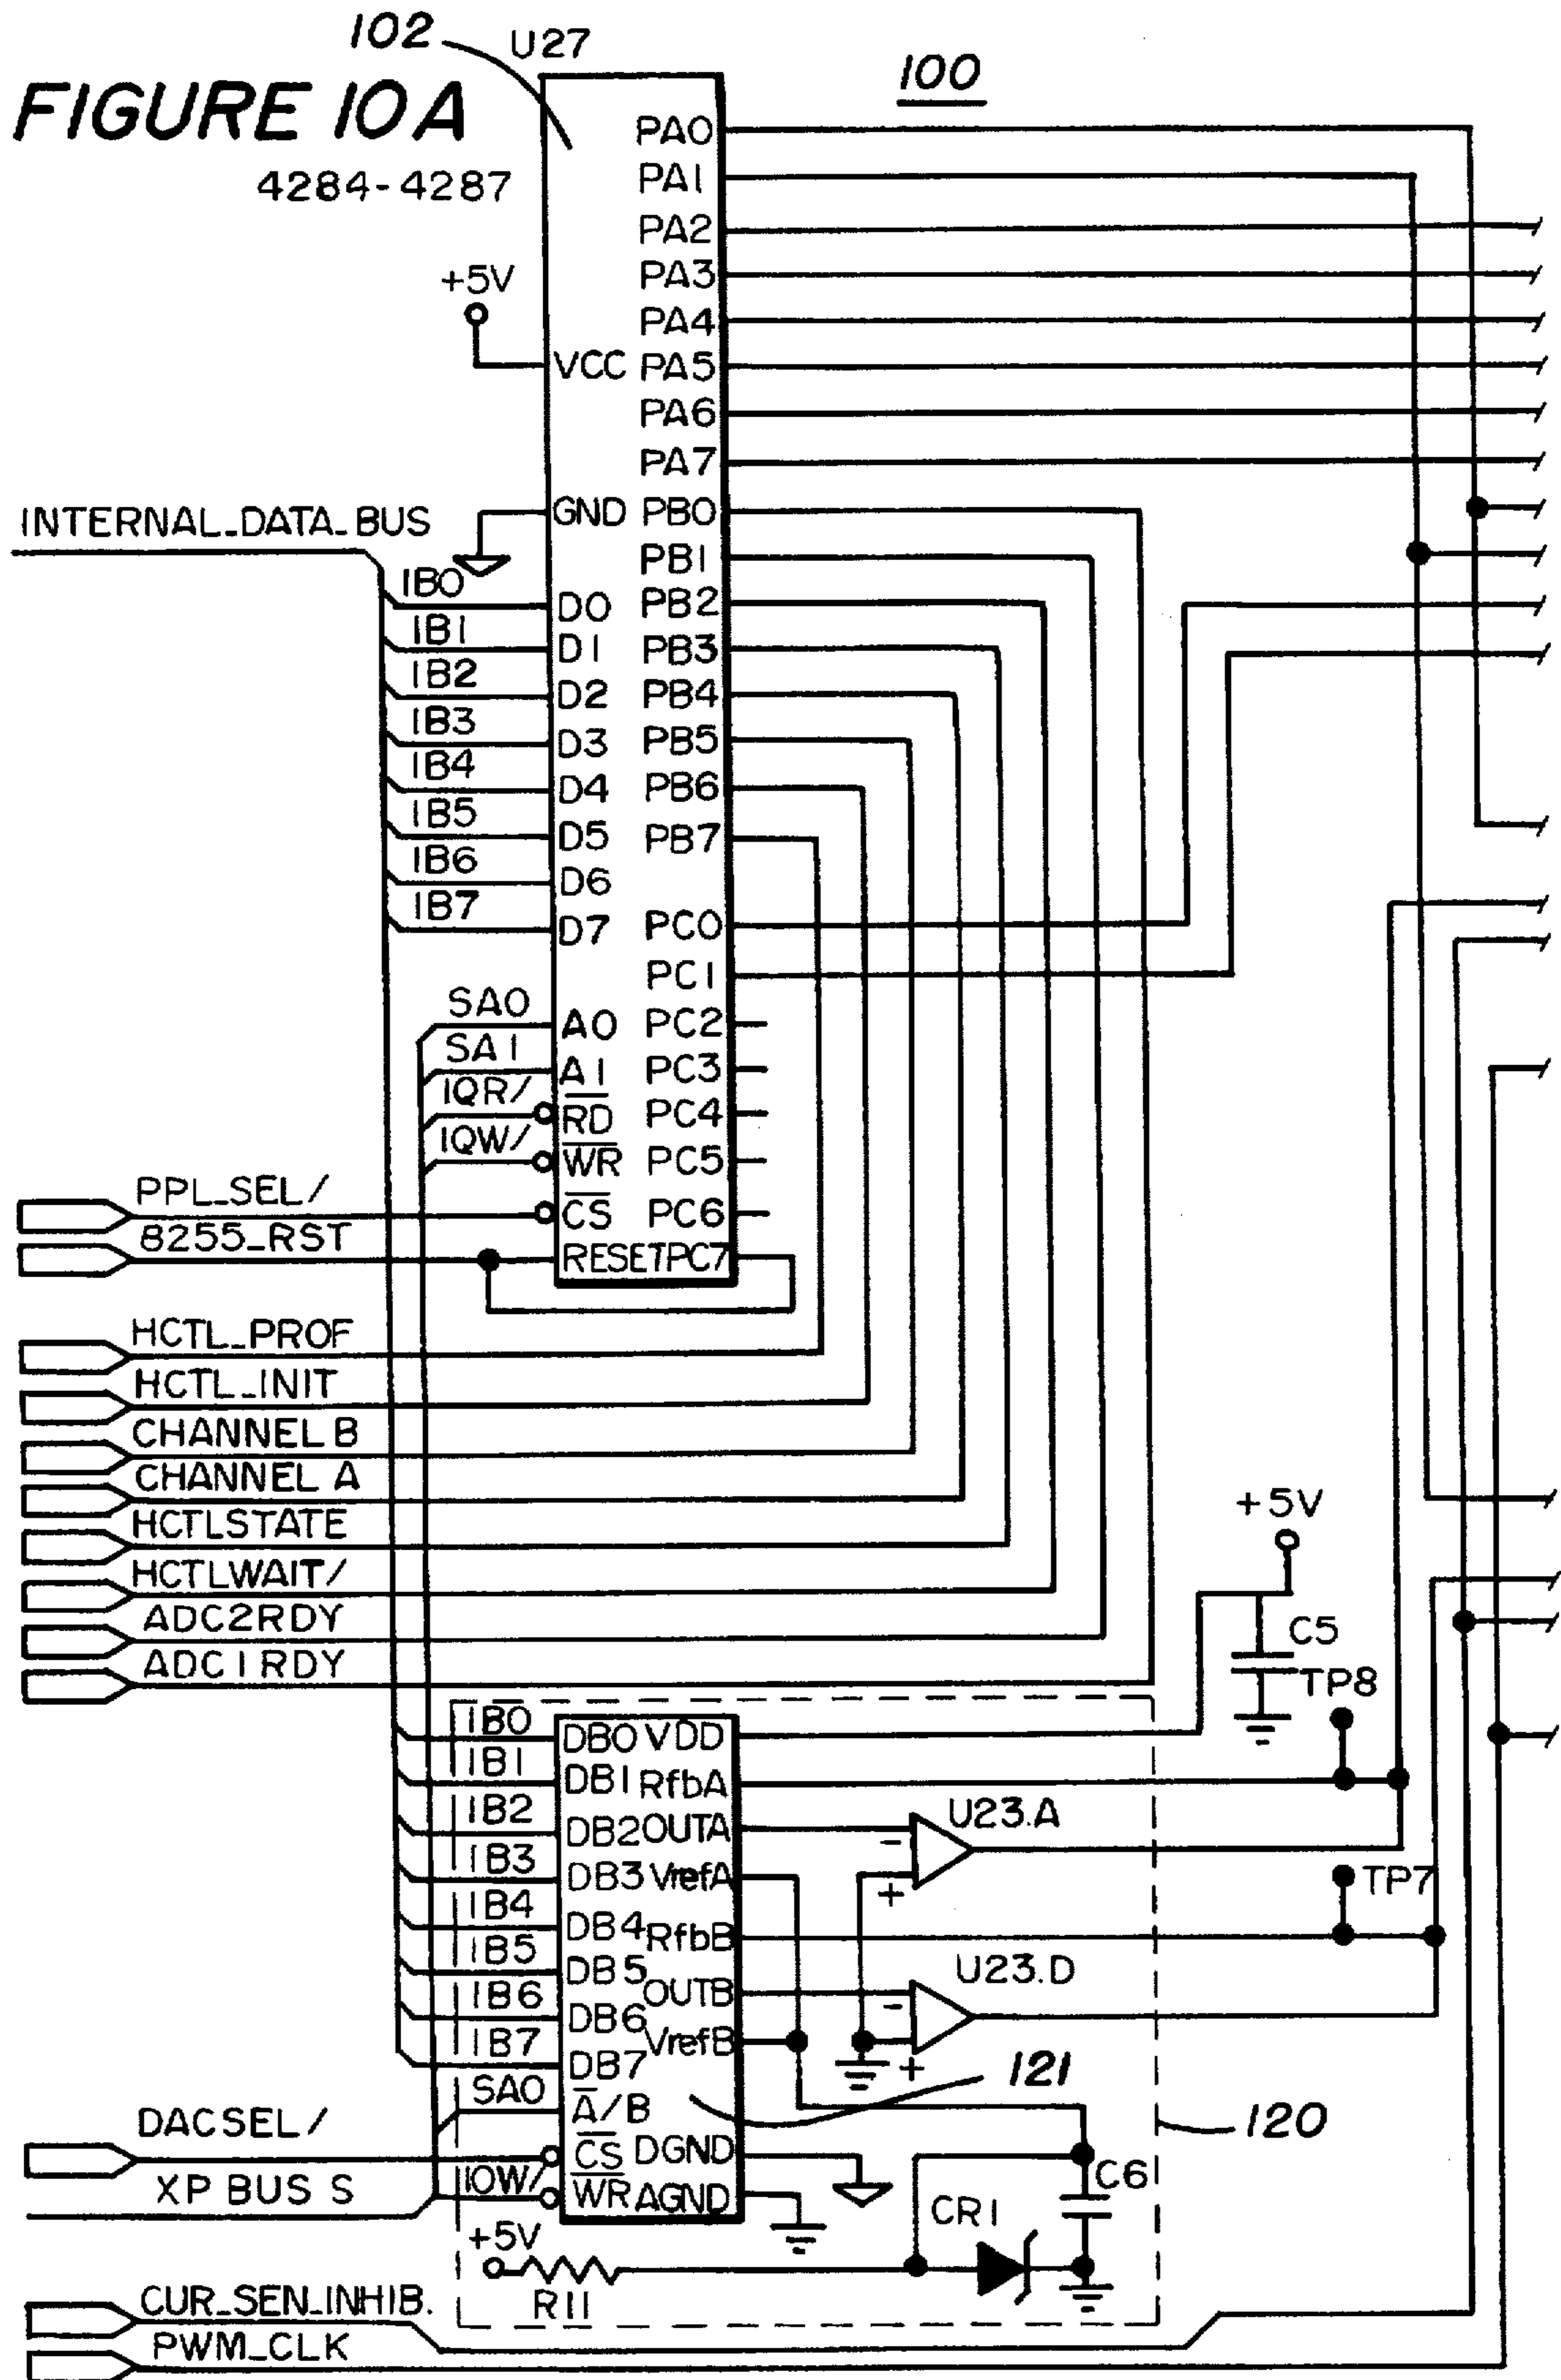 102
U27
100
FIGURE 10A
4284-4287
PA0
PA1
PA2
PA3
+5V
PA4
VCC PA5
PA6
PA7
INTERNAL_DATA_BUS
GND PB0
PB1
IB0
D0 PB2
IB1
D1 PB3
IB2
D2 PB4
IB3
D3 PB5
IB4
D4 PB6
IB5
D5 PB7
IB6
D6
IB7
D7 PC0
PC1
SA0
A0 PC2
SA1
A1 PC3
IQR/
RD PC4
IQW/
WR PC5
PPL_SEL/
CS PC6
8255_RST
RESET PC7
HCTL_PROF
HCTL_INIT
CHANNEL B
CHANNEL A
HCTLSTATE
+5V
HCTLWAIT/
ADC2RDY
C5
ADC1RDY
TP8
IB0
DB0 VDD
IB1
DB1 RfbA
IB2
U23.A
DB2 OUTA
-
IB3
DB3 VrefA
+
TP7
IB4
DB4 RfbB
IB5
DB5
U23.D
IB6
OUTB
-
DB6
IB7
VrefB
+
DB7
121
SA0
A/B
120
DACSEL/
CS DGND
XP BUS S
IOW/
WR AGND
C6
CR1
+5V
R11
CUR_SEN_INHIB.
PWM_CLK